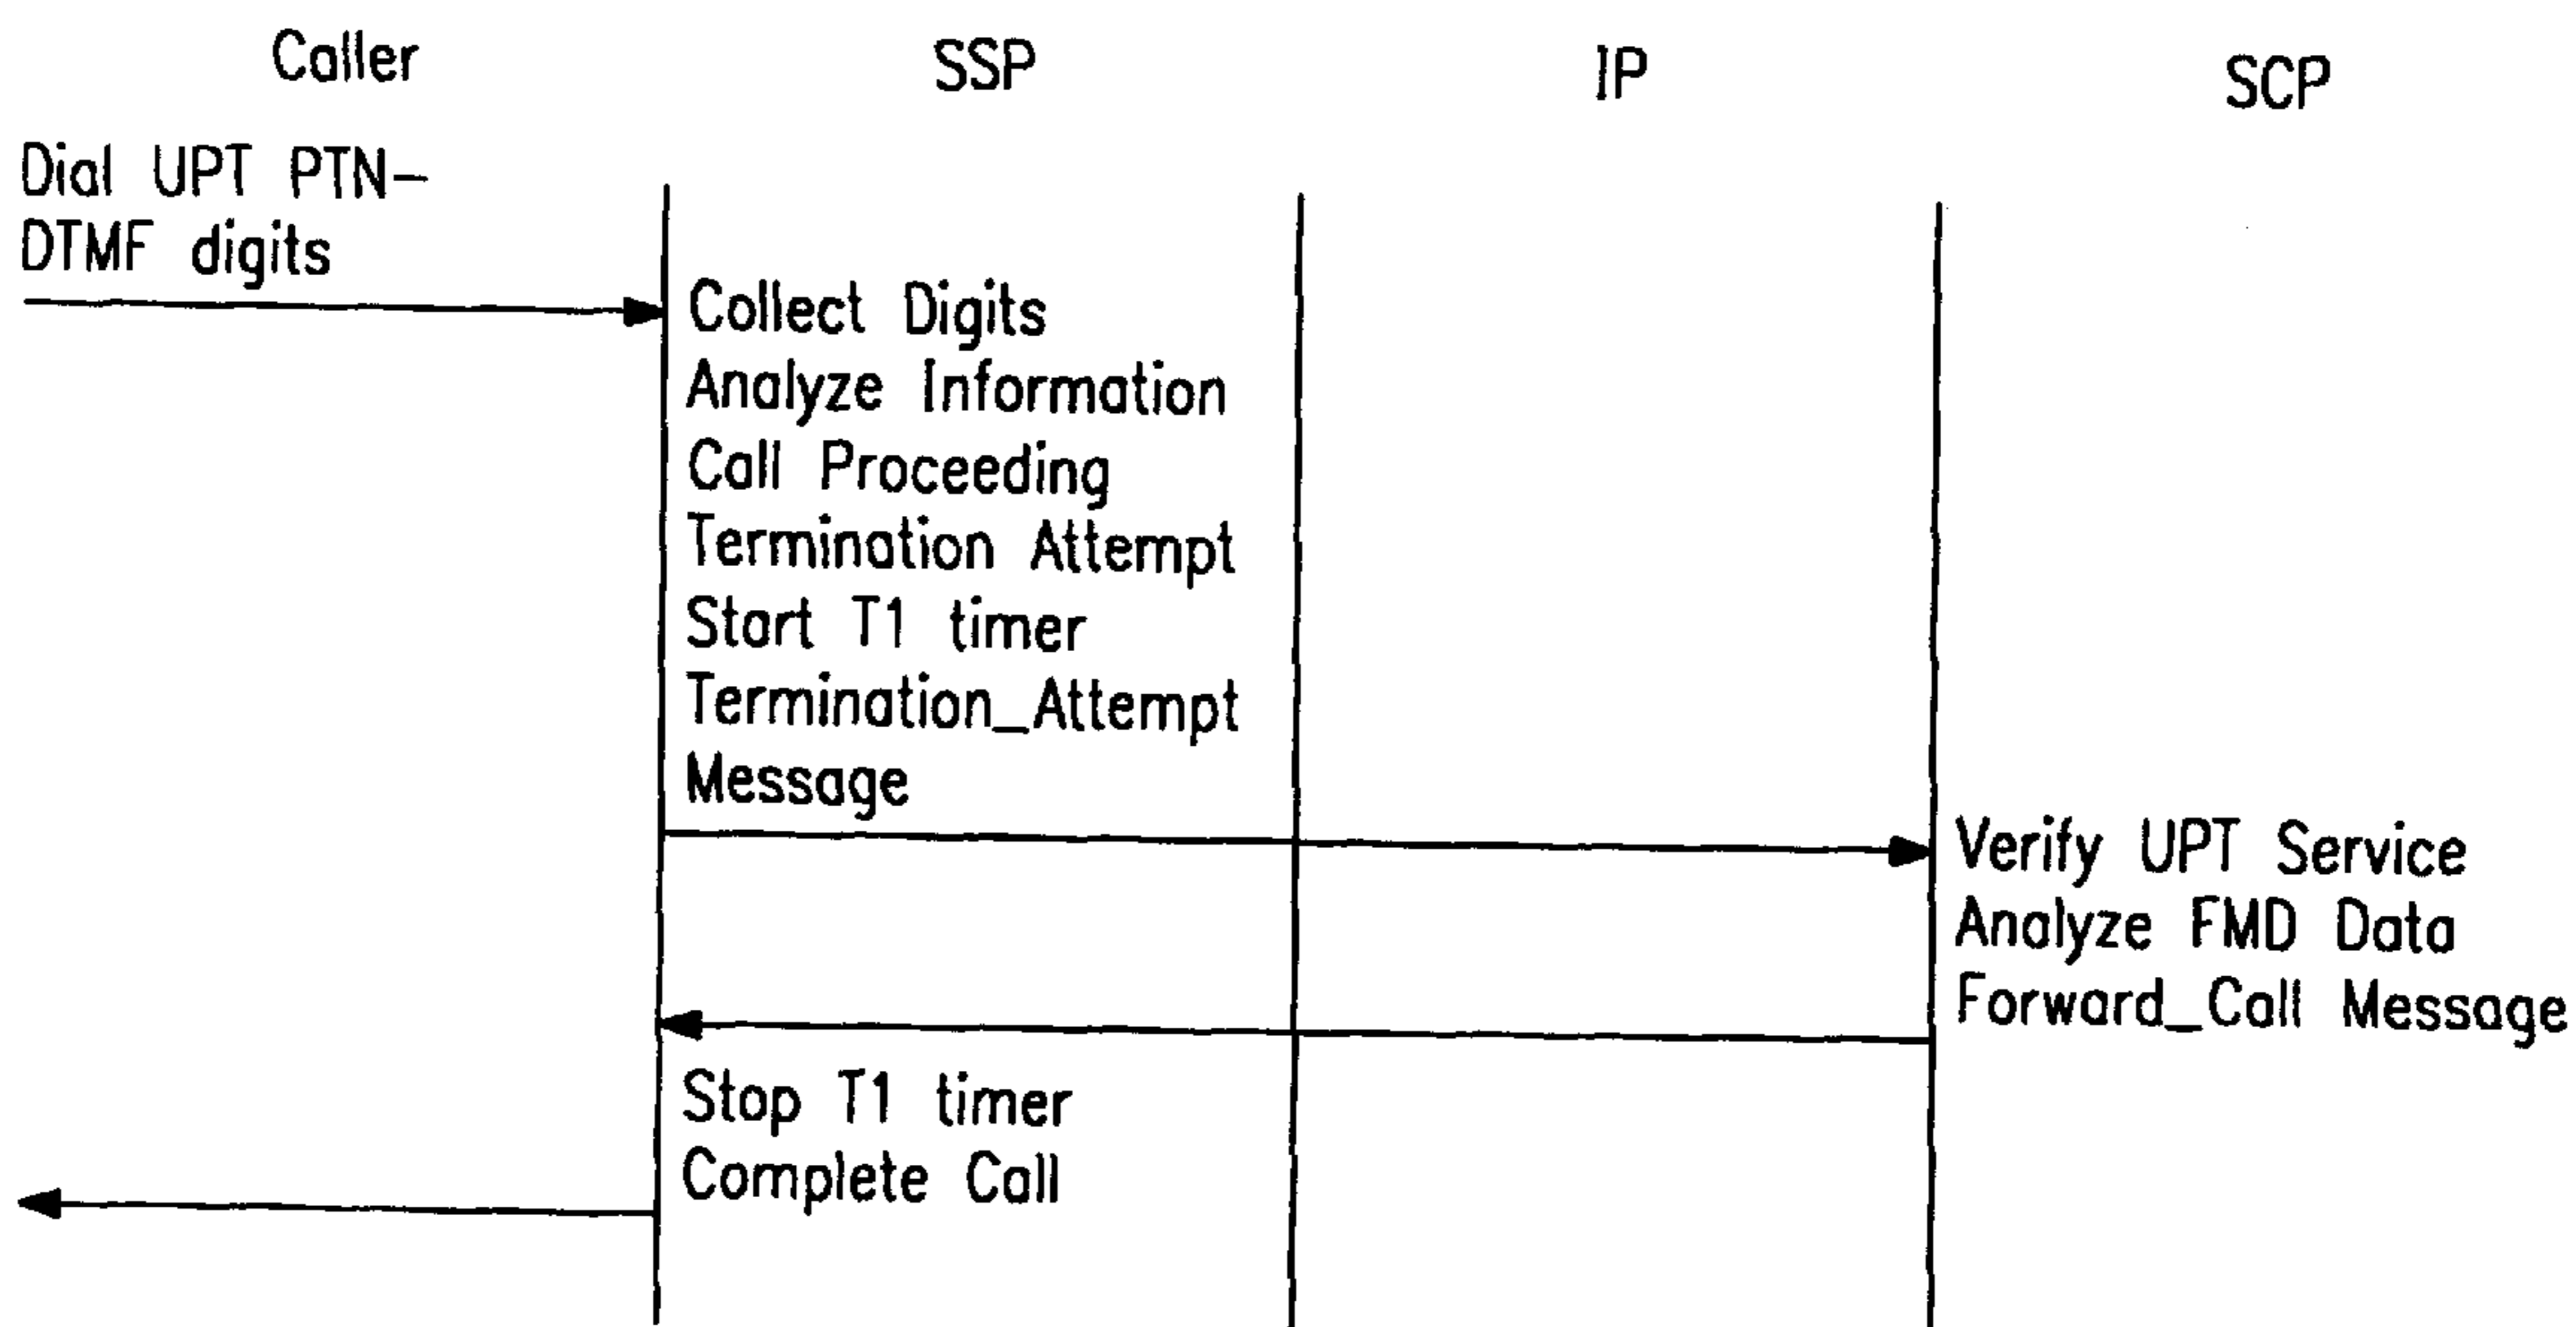 Caller
SSP
IP
SCP
Dial UPT PTN-
DTMF digits
Collect Digits
Analyze Information
Call Proceeding
Termination Attempt
Start T1 timer
Termination_Attempt
Message
Verify UPT Service
Analyze FMD Data
Forward_Call Message
Stop T1 timer
Complete Call